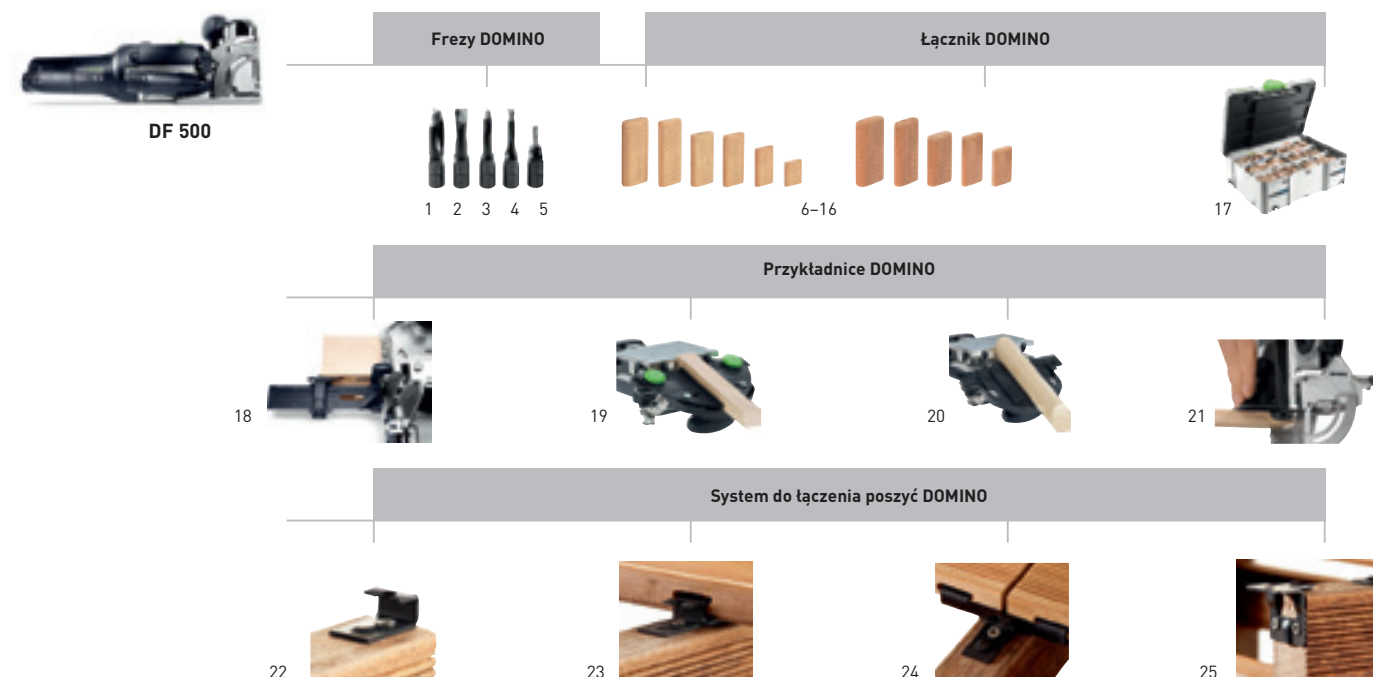 Frezy DOMINO
Łącznik DOMINO
DF 500
1 2 3 4 5
6–16
17
Przykładnice DOMINO
18
19
20
21
System do łączenia poszyć DOMINO
22
23
24
25